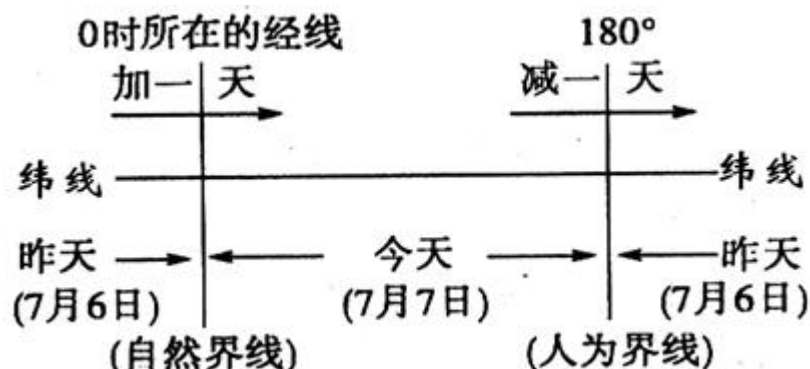 0时所在的经线 180°
加一天 减一天
纬线 纬线
昨天 今天 昨天
(7月6日) (7月7日) (7月6日)
(自然界线) (人为界线)